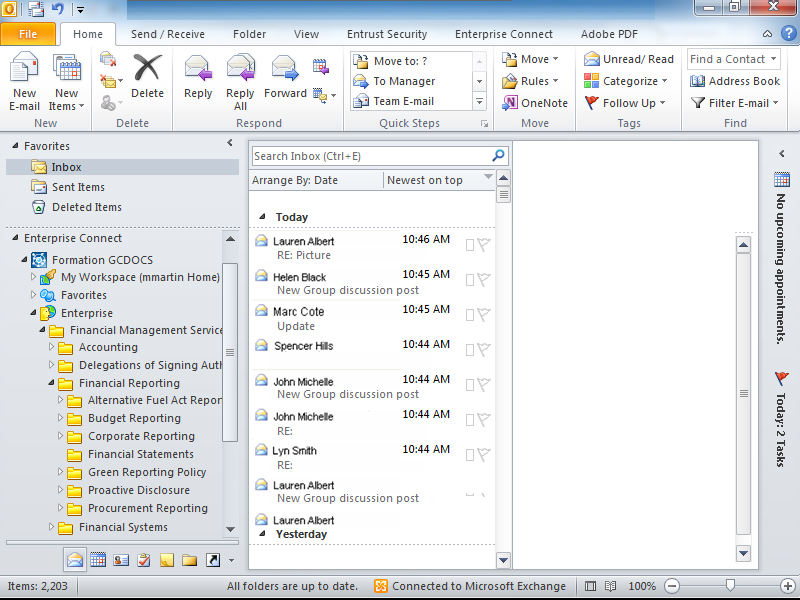 File
Home
Send / Receive
Folder
View
Entrust Security
Enterprise Connect
Adobe PDF
New E-mail
New Items
New
Delete
Delete
Reply
Reply All
Forward
Respond
Move to: ?
To Manager
Team E-mail
Quick Steps
Move
Rules
OneNote
Move
Unread/ Read
Categorize
Follow Up
Tags
Find a Contact
Address Book
Filter E-mail
Find
Favorites
Inbox
Sent Items
Deleted Items
Enterprise Connect
Formation GCDOCS
My Workspace (mmartin Home)
Favorites
Enterprise
Financial Management Service
Accounting
Delegations of Signing Auth
Financial Reporting
Alternative Fuel Act Repor
Budget Reporting
Corporate Reporting
Financial Statements
Green Reporting Policy
Proactive Disclosure
Procurement Reporting
Financial Systems
Search Inbox (Ctrl+E)
Arrange By: Date
Newest on top
Today
Lauren Albert 10:46 AM
RE: Picture
Helen Black 10:45 AM
New Group discussion post
Marc Cote 10:45 AM
Update
Spencer Hills 10:44 AM
John Michelle 10:44 AM
New Group discussion post
John Michelle 10:44 AM
RE:
Lyn Smith 10:44 AM
RE:
Lauren Albert
New Group discussion post
Lauren Albert
Yesterday
No upcoming appointments.
Today: 2 Tasks
Items: 2,203
All folders are up to date.
Connected to Microsoft Exchange
100%